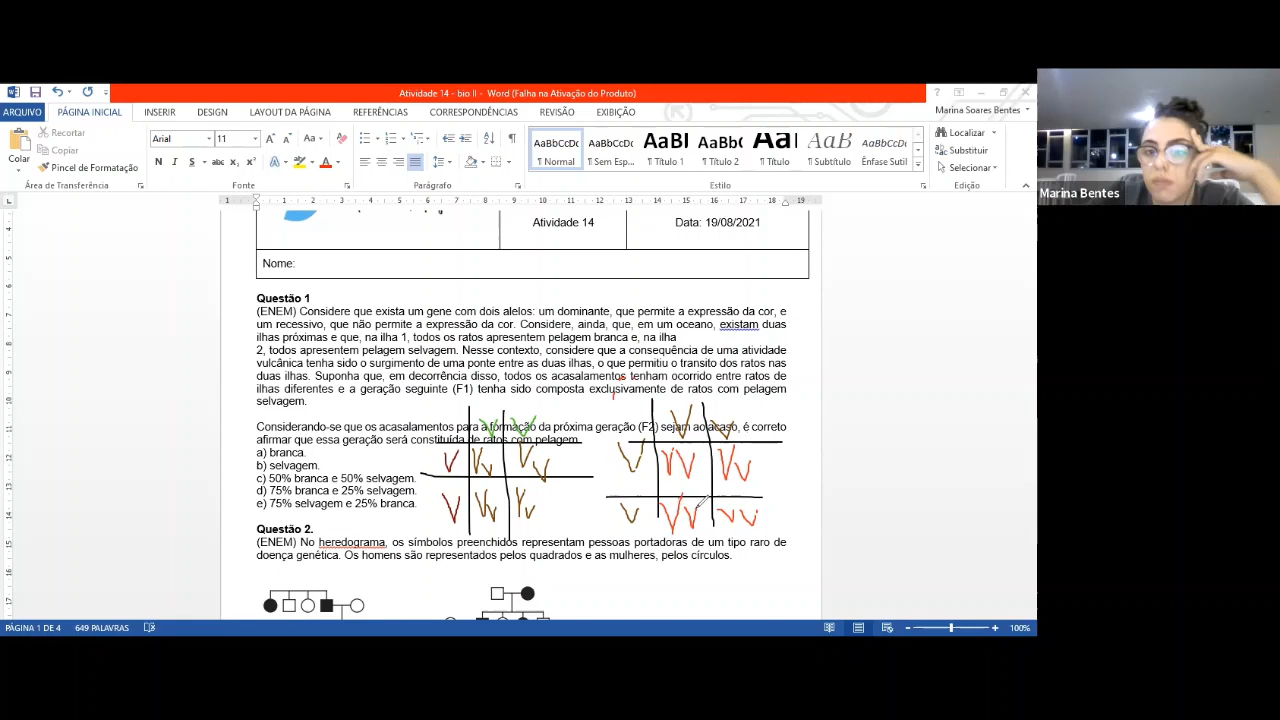 Atividade 14 - bio II - Word (Falha na Ativação do Produto)
ARQUIVO PÁGINA INICIAL INSERIR DESIGN LAYOUT DA PÁGINA REFERÊNCIAS CORRESPONDÊNCIAS REVISÃO EXIBIÇÃO Marina Soares Bentes
Colar
Recortar
Copiar
Pincel de Formatação
Arial 11
AaBbCcDc AaBbCcDc AaBl AaBbC AaBl AaB AaBbCcDc
¶ Normal ¶ Sem Esp... ¶ Título 1 ¶ Título 2 ¶ Título ¶ Subtítulo Ênfase Sutil
Localizar
Substituir
Selecionar
Área de Transferência Fonte Parágrafo Estilo Edição
Marina Bentes
Atividade 14 Data: 19/08/2021
Nome:
Questão 1
(ENEM) Considere que exista um gene com dois alelos: um dominante, que permite a expressão da cor, e
um recessivo, que não permite a expressão da cor. Considere, ainda, que, em um oceano, existam duas
ilhas próximas e que, na ilha 1, todos os ratos apresentem pelagem branca e, na ilha
2, todos apresentem pelagem selvagem. Nesse contexto, considere que a consequência de uma atividade
vulcânica tenha sido o surgimento de uma ponte entre as duas ilhas, o que permitiu o transito dos ratos nas
duas ilhas. Suponha que, em decorrência disso, todos os acasalamentos tenham ocorrido entre ratos de
ilhas diferentes e a geração seguinte (F1) tenha sido composta exclusivamente de ratos com pelagem
selvagem.
Considerando-se que os acasalamentos para a formação da próxima geração (F2) sejam ao acaso, é correto
afirmar que essa geração será constituída de ratos com pelagem
a) branca.
b) selvagem.
c) 50% branca e 50% selvagem.
d) 75% branca e 25% selvagem.
e) 75% selvagem e 25% branca.
V V
v Vv Vv
v Vv Vv
V v
V VV Vv
v Vv vv
Questão 2.
(ENEM) No heredograma, os símbolos preenchidos representam pessoas portadoras de um tipo raro de
doença genética. Os homens são representados pelos quadrados e as mulheres, pelos círculos.
PÁGINA 1 DE 4 649 PALAVRAS 100%